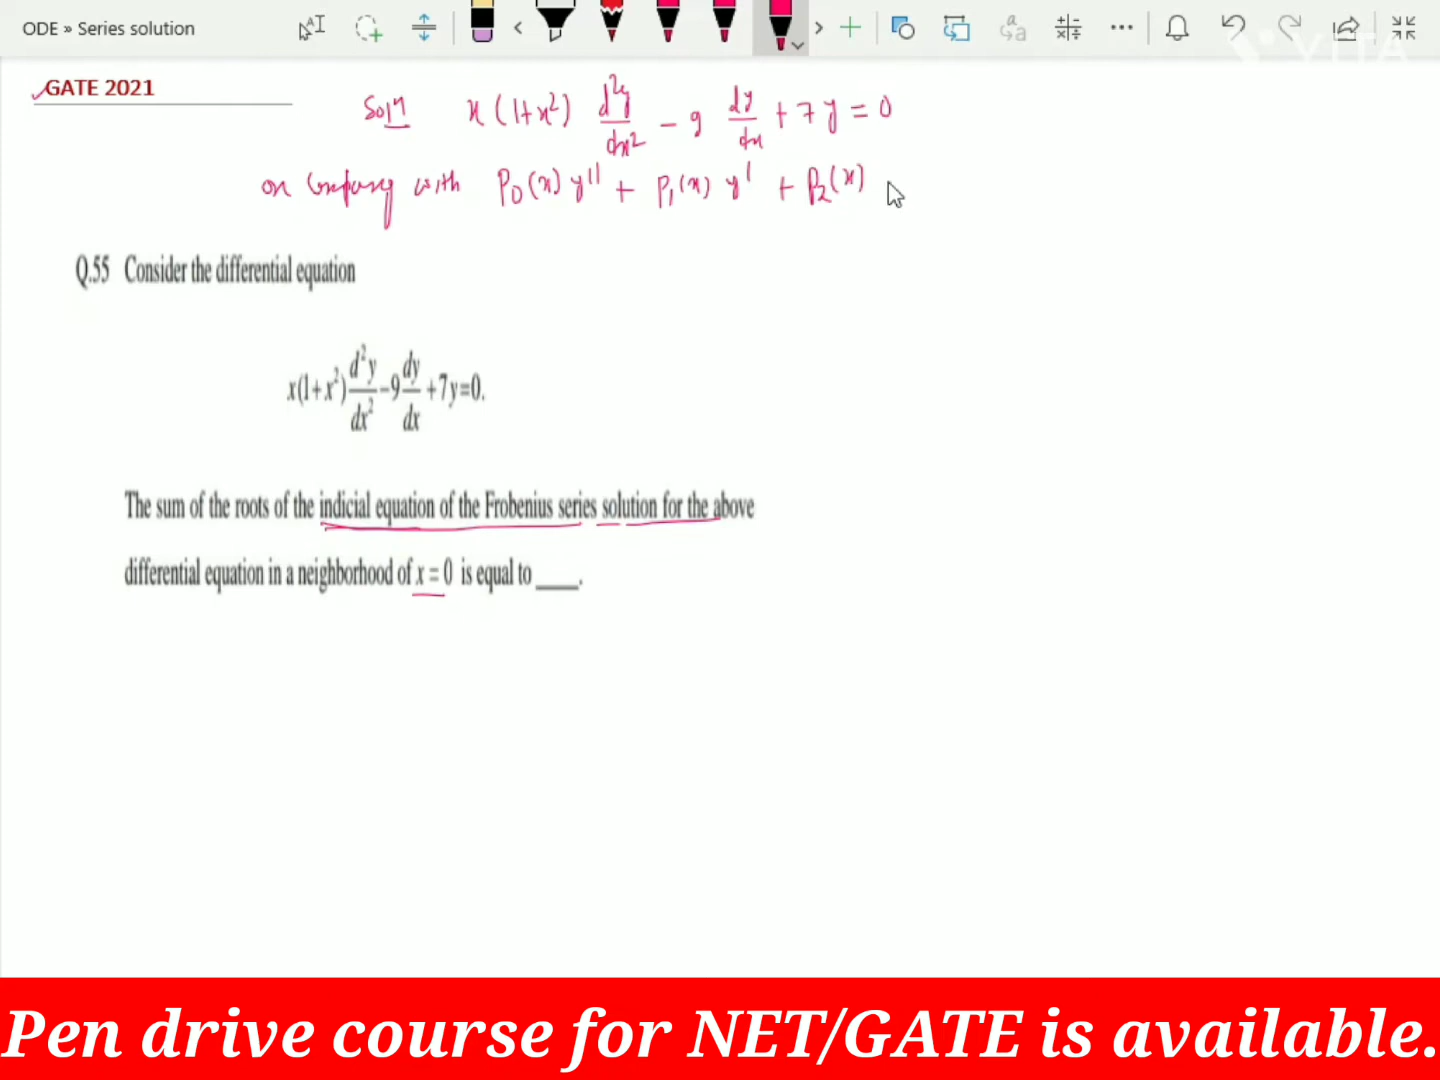 ODE » Series solution
VITA
GATE 2021
Soln x(1+x²) d²y/dx² - 9 dy/dx + 7y = 0
on comparing with P₀(x) y'' + P₁(x) y' + P₂(x)
Q.55 Consider the differential equation
x(1+x²) d²y/dx² -9 dy/dx +7y=0.
The sum of the roots of the indicial equation of the Frobenius series solution for the above
differential equation in a neighborhood of x = 0 is equal to ____.
Pen drive course for NET/GATE is available.